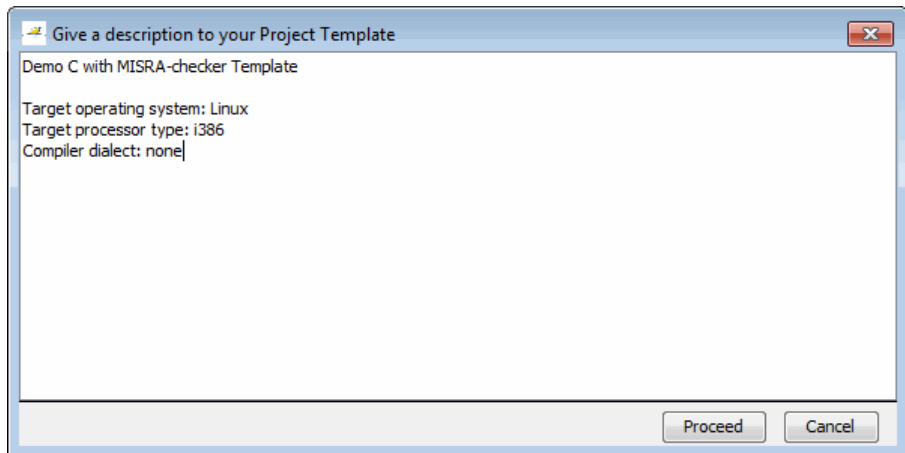 Give a description to your Project Template
Demo C with MISRA-checker Template
Target operating system: Linux
Target processor type: i386
Compiler dialect: none
Proceed
Cancel